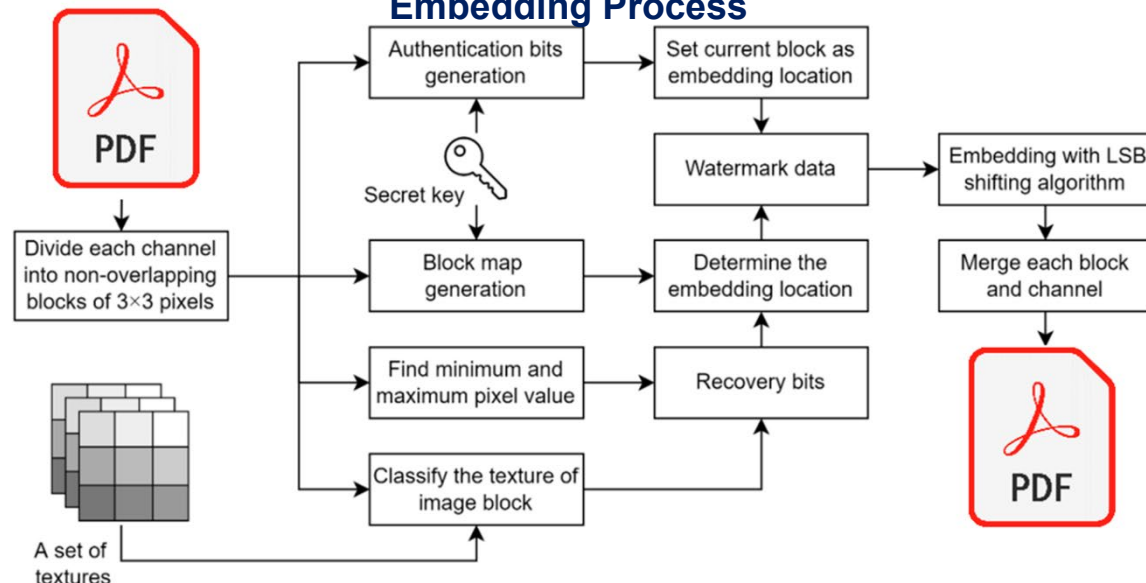 Embedding Process
PDF
Divide each channel
into non-overlapping
blocks of 3×3 pixels
A set of
textures
Authentication bits
generation
Secret key
Block map
generation
Find minimum and
maximum pixel value
Classify the texture of
image block
Set current block as
embedding location
Watermark data
Determine the
embedding location
Recovery bits
Embedding with LSB
shifting algorithm
Merge each block
and channel
PDF